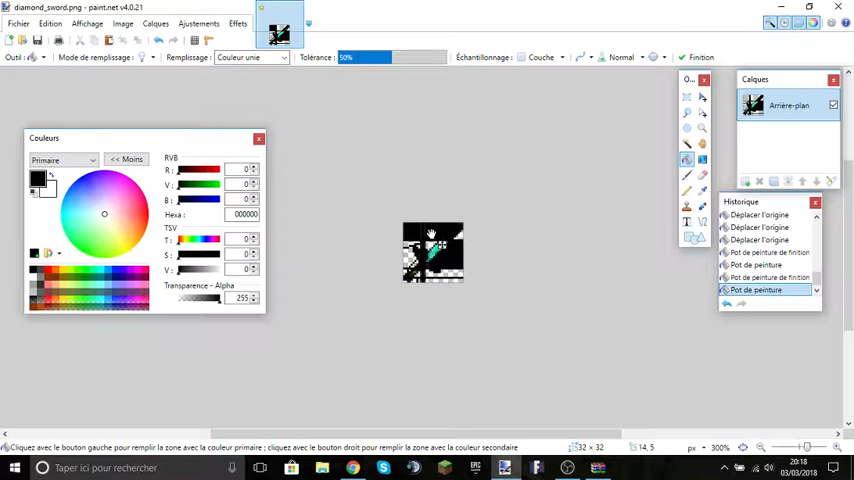 diamond_sword.png - paint.net v4.0.21
Fichier Edition Affichage Image Calques Ajustements Effets
Outil : Mode de remplissage : Remplissage : Couleur unie Tolérance : 50% Échantillonnage : Couche Normal Finition
O...
Calques
Arrière-plan
Couleurs
Primaire << Moins
RVB
R : 0
V : 0
B : 0
Hexa : 000000
TSV
T : 0
S : 0
V : 0
Transparence - Alpha
255
Historique
Déplacer l'origine
Déplacer l'origine
Déplacer l'origine
Pot de peinture de finition
Pot de peinture
Pot de peinture de finition
Pot de peinture
Cliquez avec le bouton gauche pour remplir la zone avec la couleur primaire ; cliquez avec le bouton droit pour remplir avec la couleur secondaire 32 × 32 14, 5 px 300%
Taper ici pour rechercher
EPIC
20:18
03/03/2018